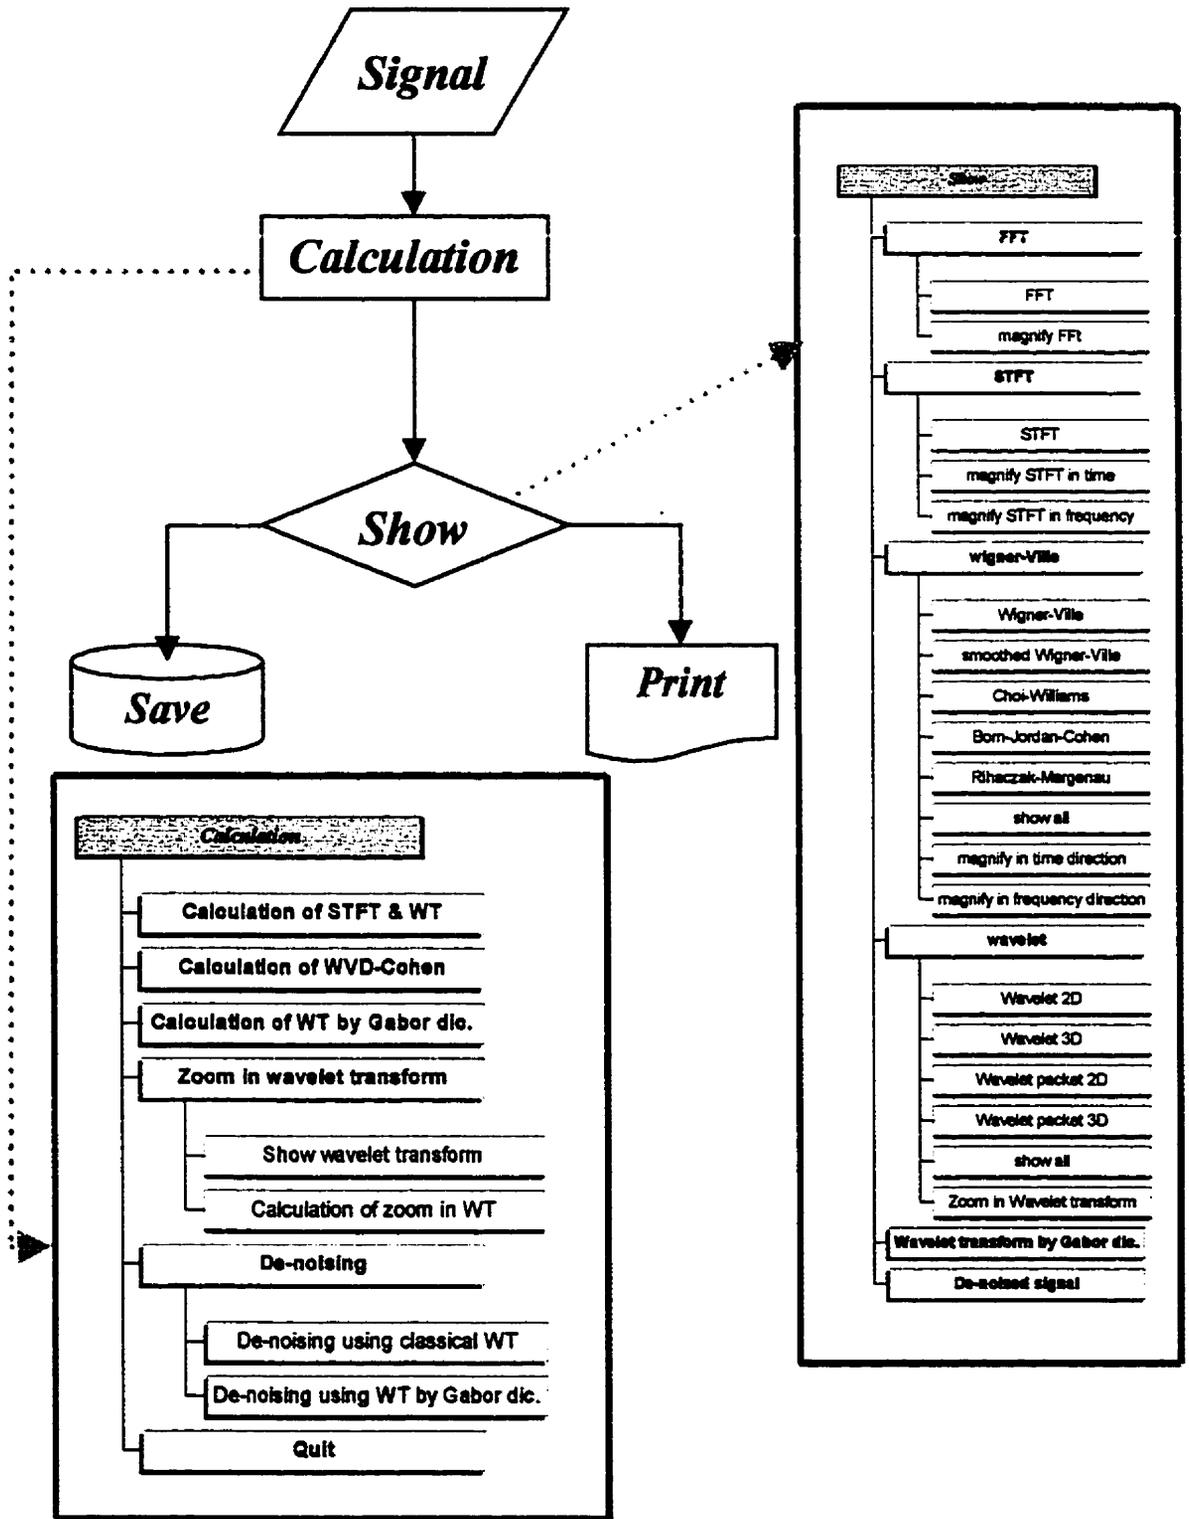 Signal
Calculation
Show
Save
Print
Calculation
Calculation of STFT & WT
Calculation of WVD-Cohen
Calculation of WT by Gabor dic.
Zoom in wavelet transform
Show wavelet transform
Calculation of zoom in WT
De-noising
De-noising using classical WT
De-noising using WT by Gabor dic.
Quit
Show
FFT
FFT
magnify FFt
STFT
STFT
magnify STFT in time
magnify STFT in frequency
wigner-Ville
Wigner-Ville
smoothed Wigner-Ville
Choi-Williams
Born-Jordan-Cohen
Rihaczak-Margenau
show all
magnify in time direction
magnify in frequency direction
wavelet
Wavelet 2D
Wavelet 3D
Wavelet packet 2D
Wavelet packet 3D
show all
Zoom in Wavelet transform
Wavelet transform by Gabor dic.
De-noised signal